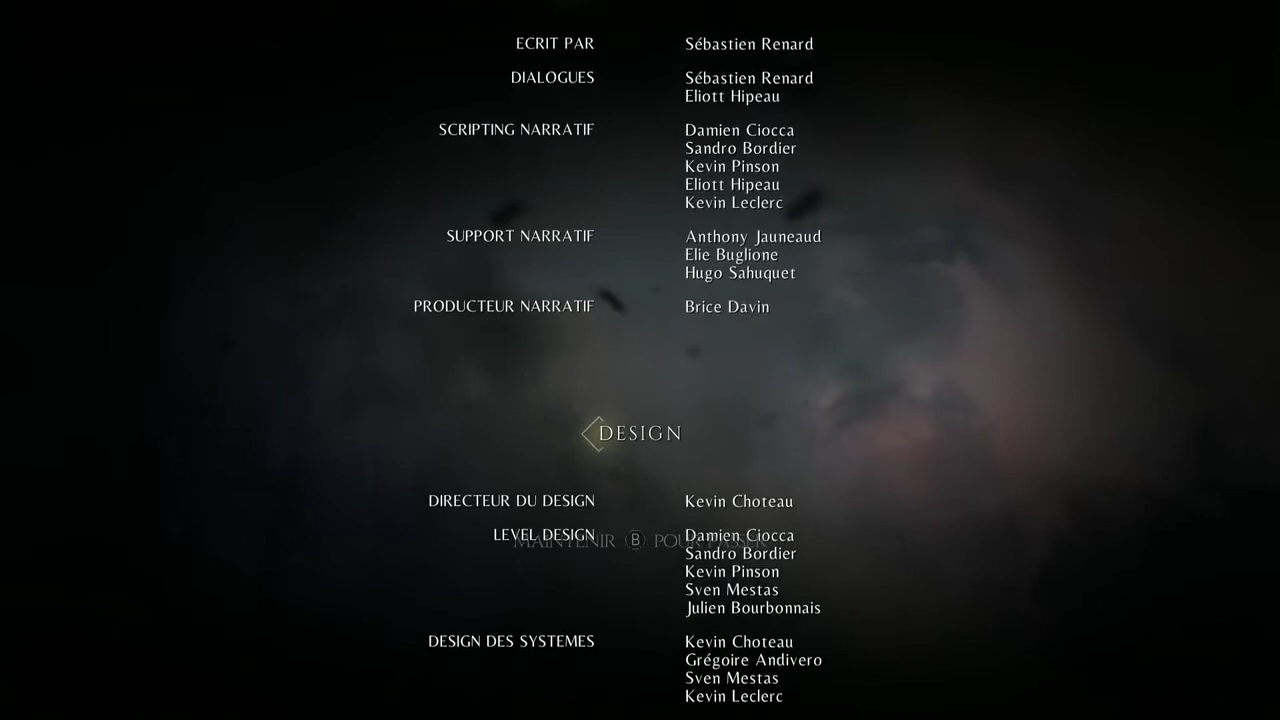 ECRIT PAR Sébastien Renard
DIALOGUES Sébastien Renard
Eliott Hipeau
SCRIPTING NARRATIF Damien Ciocca
Sandro Bordier
Kevin Pinson
Eliott Hipeau
Kevin Leclerc
SUPPORT NARRATIF Anthony Jauneaud
Elie Buglione
Hugo Sahuquet
PRODUCTEUR NARRATIF Brice Davin
DESIGN
DIRECTEUR DU DESIGN Kevin Choteau
LEVEL DESIGN Damien Ciocca
MAINTENIR B POUR PASSER
Sandro Bordier
Kevin Pinson
Sven Mestas
Julien Bourbonnais
DESIGN DES SYSTEMES Kevin Choteau
Grégoire Andivero
Sven Mestas
Kevin Leclerc